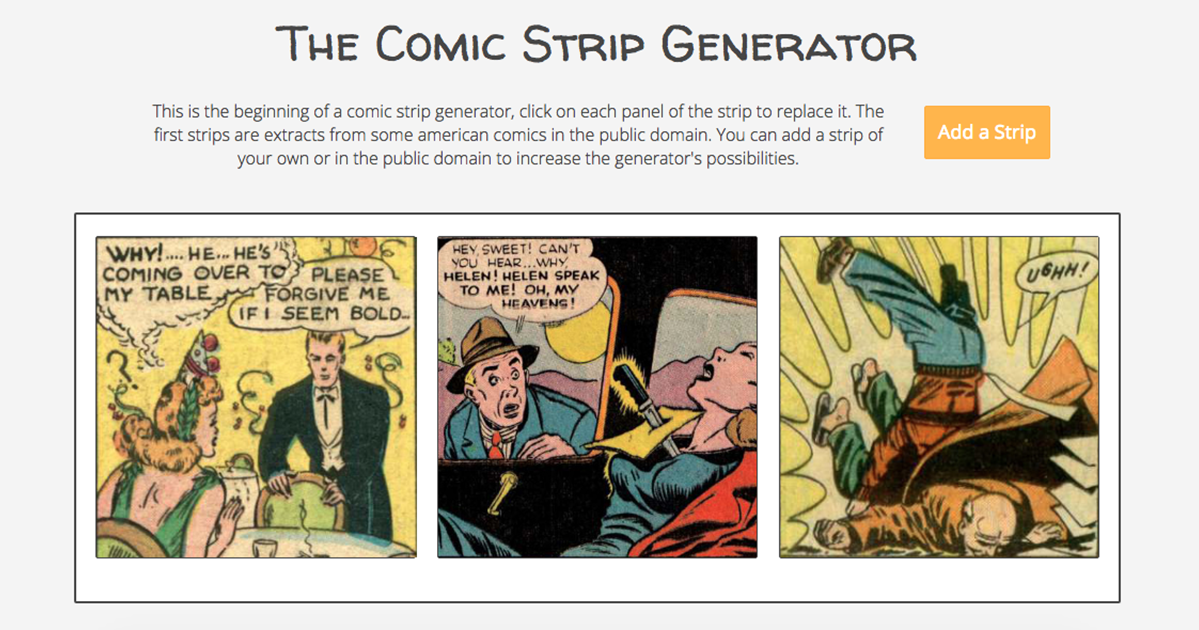 The Comic Strip Generator
This is the beginning of a comic strip generator, click on each panel of the strip to replace it. The
first strips are extracts from some american comics in the public domain. You can add a strip of
your own or in the public domain to increase the generator's possibilities.
Add a Strip
WHY!.... HE... HE'S
COMING OVER TO
MY TABLE
PLEASE
FORGIVE ME
IF I SEEM BOLD..
HEY, SWEET! CAN'T
YOU HEAR...WHY,
HELEN! HELEN SPEAK
TO ME! OH, MY
HEAVENS!
UGHH!